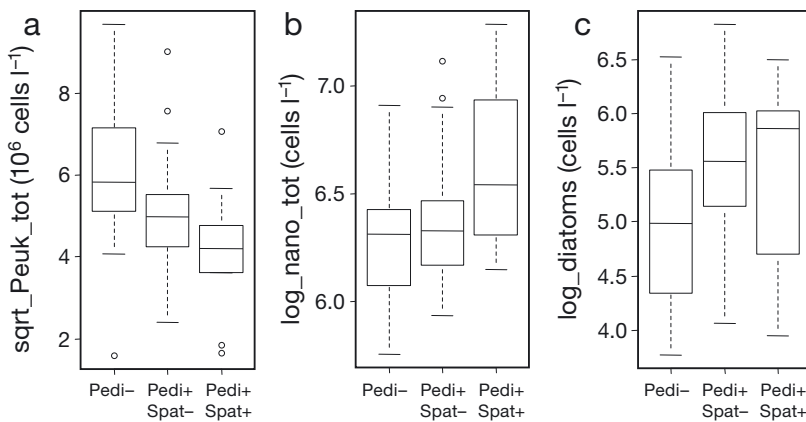 a
sqrt_Peuk_tot (10⁶ cells l⁻¹)
8
6
4
2
Pedi−
Pedi+
Spat−
Pedi+
Spat+
b
log_nano_tot (cells l⁻¹)
7.0
6.5
6.0
Pedi−
Pedi+
Spat−
Pedi+
Spat+
c
log_diatoms (cells l⁻¹)
6.5
6.0
5.5
5.0
4.5
4.0
Pedi−
Pedi+
Spat−
Pedi+
Spat+